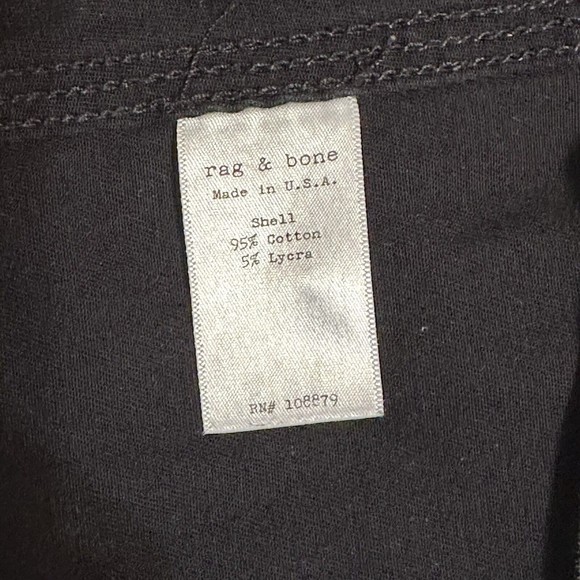 rag & bone
Made in U.S.A.
Shell
95% Cotton
5% Lycra
RN# 108879